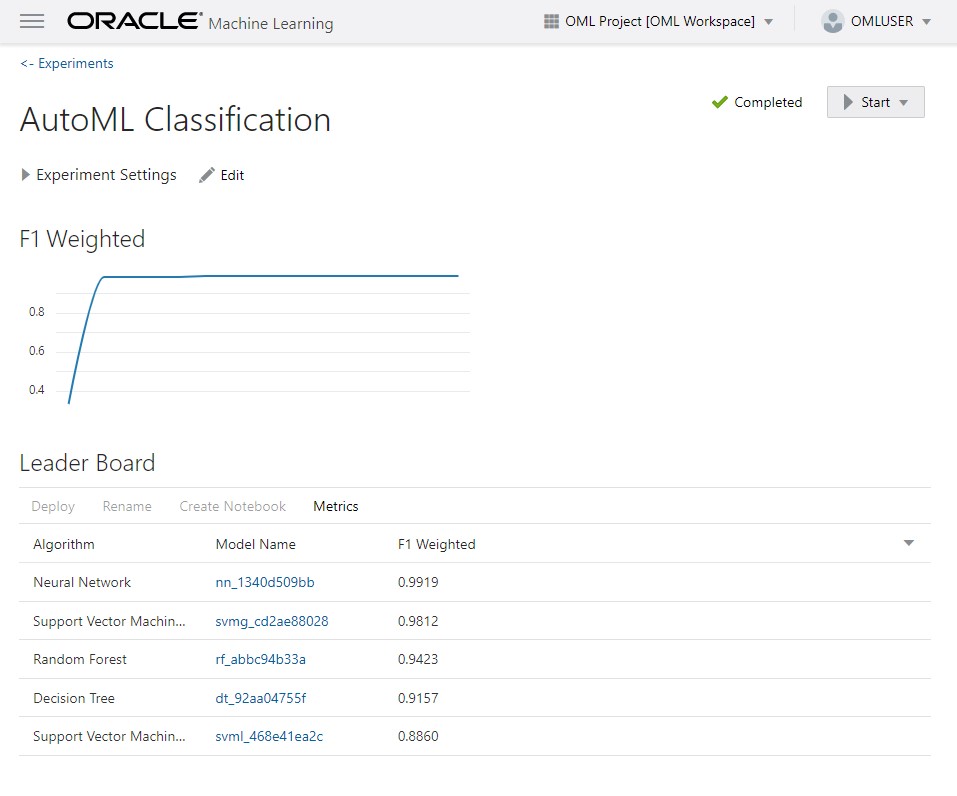 ORACLE® Machine Learning OML Project [OML Workspace] OMLUSER
<- Experiments
AutoML Classification
Completed Start
Experiment Settings Edit
F1 Weighted
0.8
0.6
0.4
Leader Board
Deploy Rename Create Notebook Metrics
Algorithm Model Name F1 Weighted
Neural Network nn_1340d509bb 0.9919
Support Vector Machin... svmg_cd2ae88028 0.9812
Random Forest rf_abbc94b33a 0.9423
Decision Tree dt_92aa04755f 0.9157
Support Vector Machin... svml_468e41ea2c 0.8860